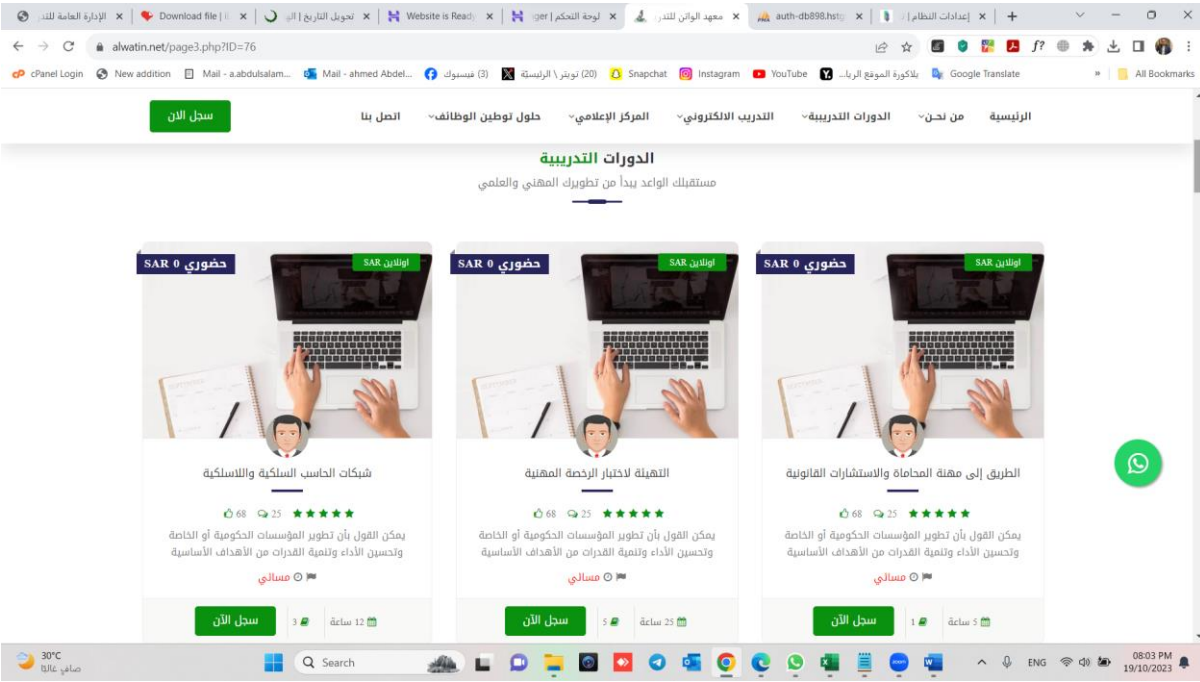 الإدارة العامة للتد
Download file | i
تحويل التاريخ | الي
Website is Ready
لوحة التحكم | ger
معهد الواتن للتدر
auth-db898.hstg
إعدادات النظام | ن
alwatin.net/page3.php?ID=76
cPanel Login
New addition
Mail - a.abdulsalam...
Mail - ahmed Abdel...
(3) فيسبوك
(20) تويتر \ الرئيسيّة
Snapchat
Instagram
YouTube
يلاكورة الموقع الريا...
Google Translate
»
All Bookmarks
الرئيسية
من نحن
الدورات التدريبية
التدريب الالكتروني
المركز الإعلامي
حلول توطين الوظائف
اتصل بنا
سجل الان
الدورات التدريبية
مستقبلك الواعد يبدأ من تطويرك المهني والعلمي
اونلاين SAR
حضوري 0 SAR
اونلاين SAR
حضوري 0 SAR
اونلاين SAR
حضوري 0 SAR
الطريق إلى مهنة المحاماة والاستشارات القانونية
التهيئة لاختبار الرخصة المهنية
شبكات الحاسب السلكية واللاسلكية
25 68
25 68
25 68
يمكن القول بأن تطوير المؤسسات الحكومية أو الخاصة
وتحسين الأداء وتنمية القدرات من الأهداف الأساسية
يمكن القول بأن تطوير المؤسسات الحكومية أو الخاصة
وتحسين الأداء وتنمية القدرات من الأهداف الأساسية
يمكن القول بأن تطوير المؤسسات الحكومية أو الخاصة
وتحسين الأداء وتنمية القدرات من الأهداف الأساسية
مسائي
مسائي
مسائي
5 ساعة
1
سجل الآن
25 ساعة
5
سجل الآن
12 ساعة
3
سجل الآن
30°C
صافٍ غالبًا
Search
zoom
ENG
08:03 PM
19/10/2023